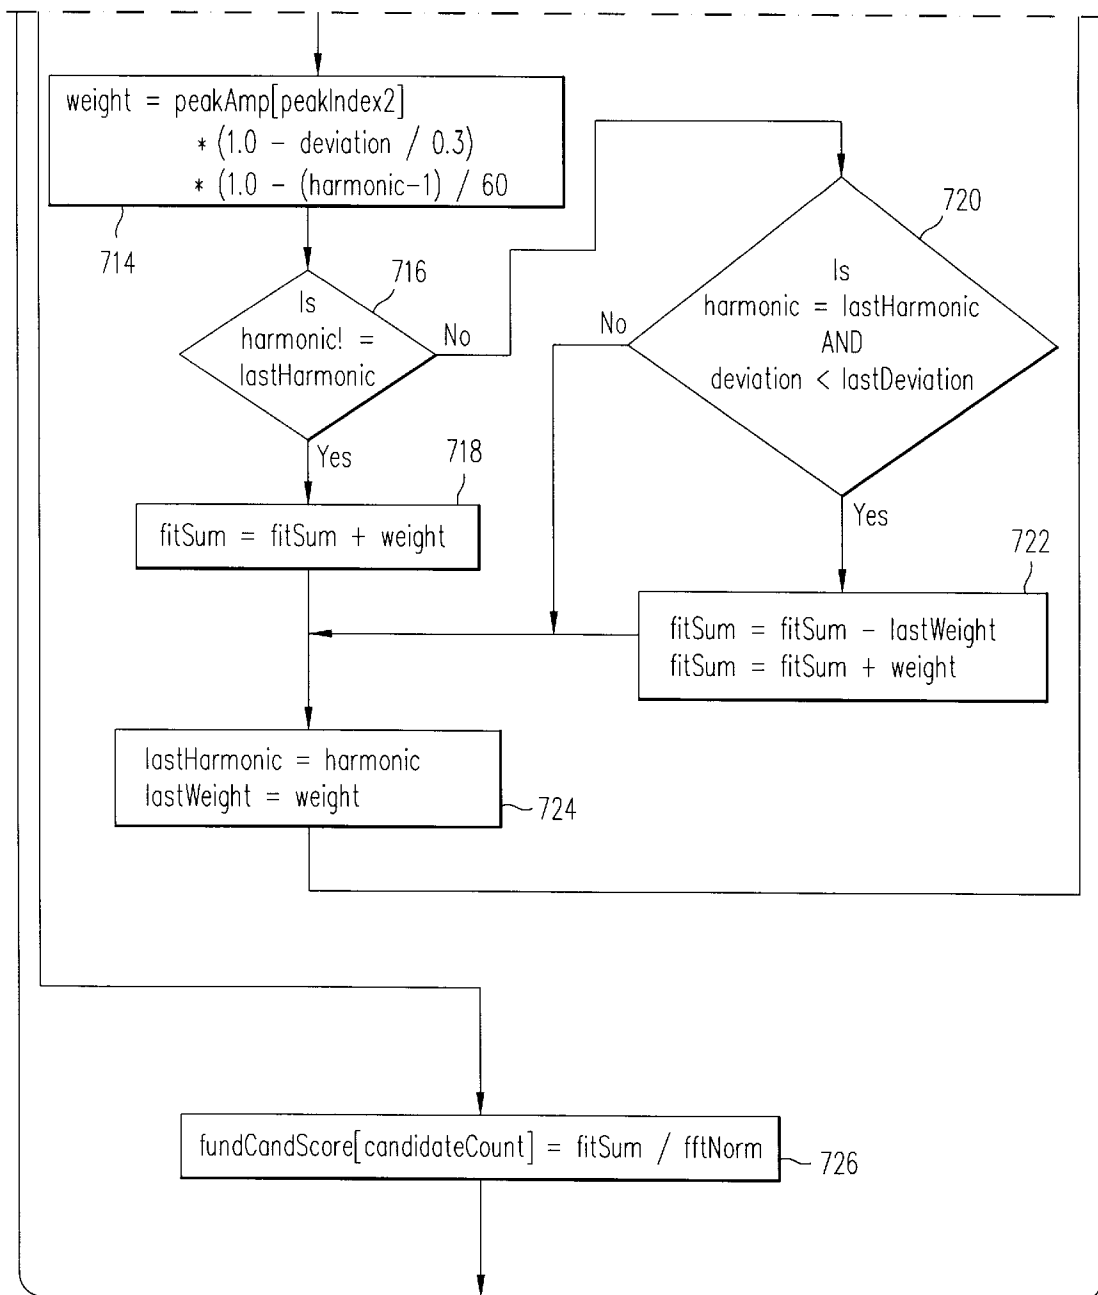 weight = peakAmp[peakIndex2]
* (1.0 - deviation / 0.3)
* (1.0 - (harmonic-1) / 60
714
Is
harmonic! =
lastHarmonic
716
No
Yes
718
fitSum = fitSum + weight
720
Is
harmonic = lastHarmonic
AND
deviation < lastDeviation
No
Yes
722
fitSum = fitSum - lastWeight
fitSum = fitSum + weight
lastHarmonic = harmonic
lastWeight = weight
724
fundCandScore[candidateCount] = fitSum / fftNorm
726